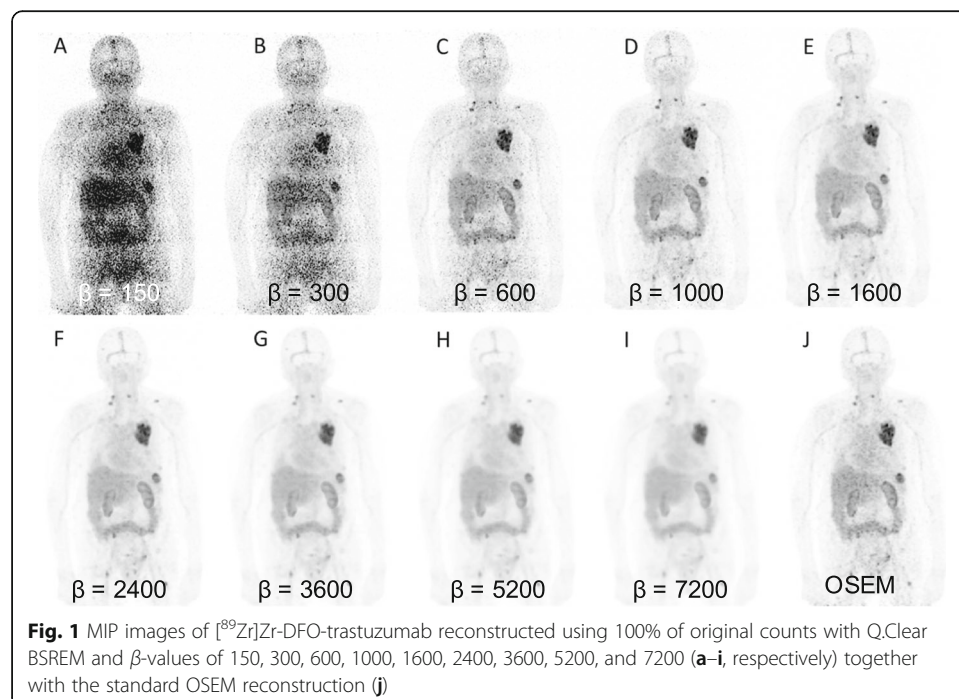 A B C D E
β = 150 β = 300 β = 600 β = 1000 β = 1600
F G H I J
β = 2400 β = 3600 β = 5200 β = 7200 OSEM
Fig. 1 MIP images of [⁸⁹Zr]Zr-DFO-trastuzumab reconstructed using 100% of original counts with Q.Clear
BSREM and β-values of 150, 300, 600, 1000, 1600, 2400, 3600, 5200, and 7200 (a–i, respectively) together
with the standard OSEM reconstruction (j)